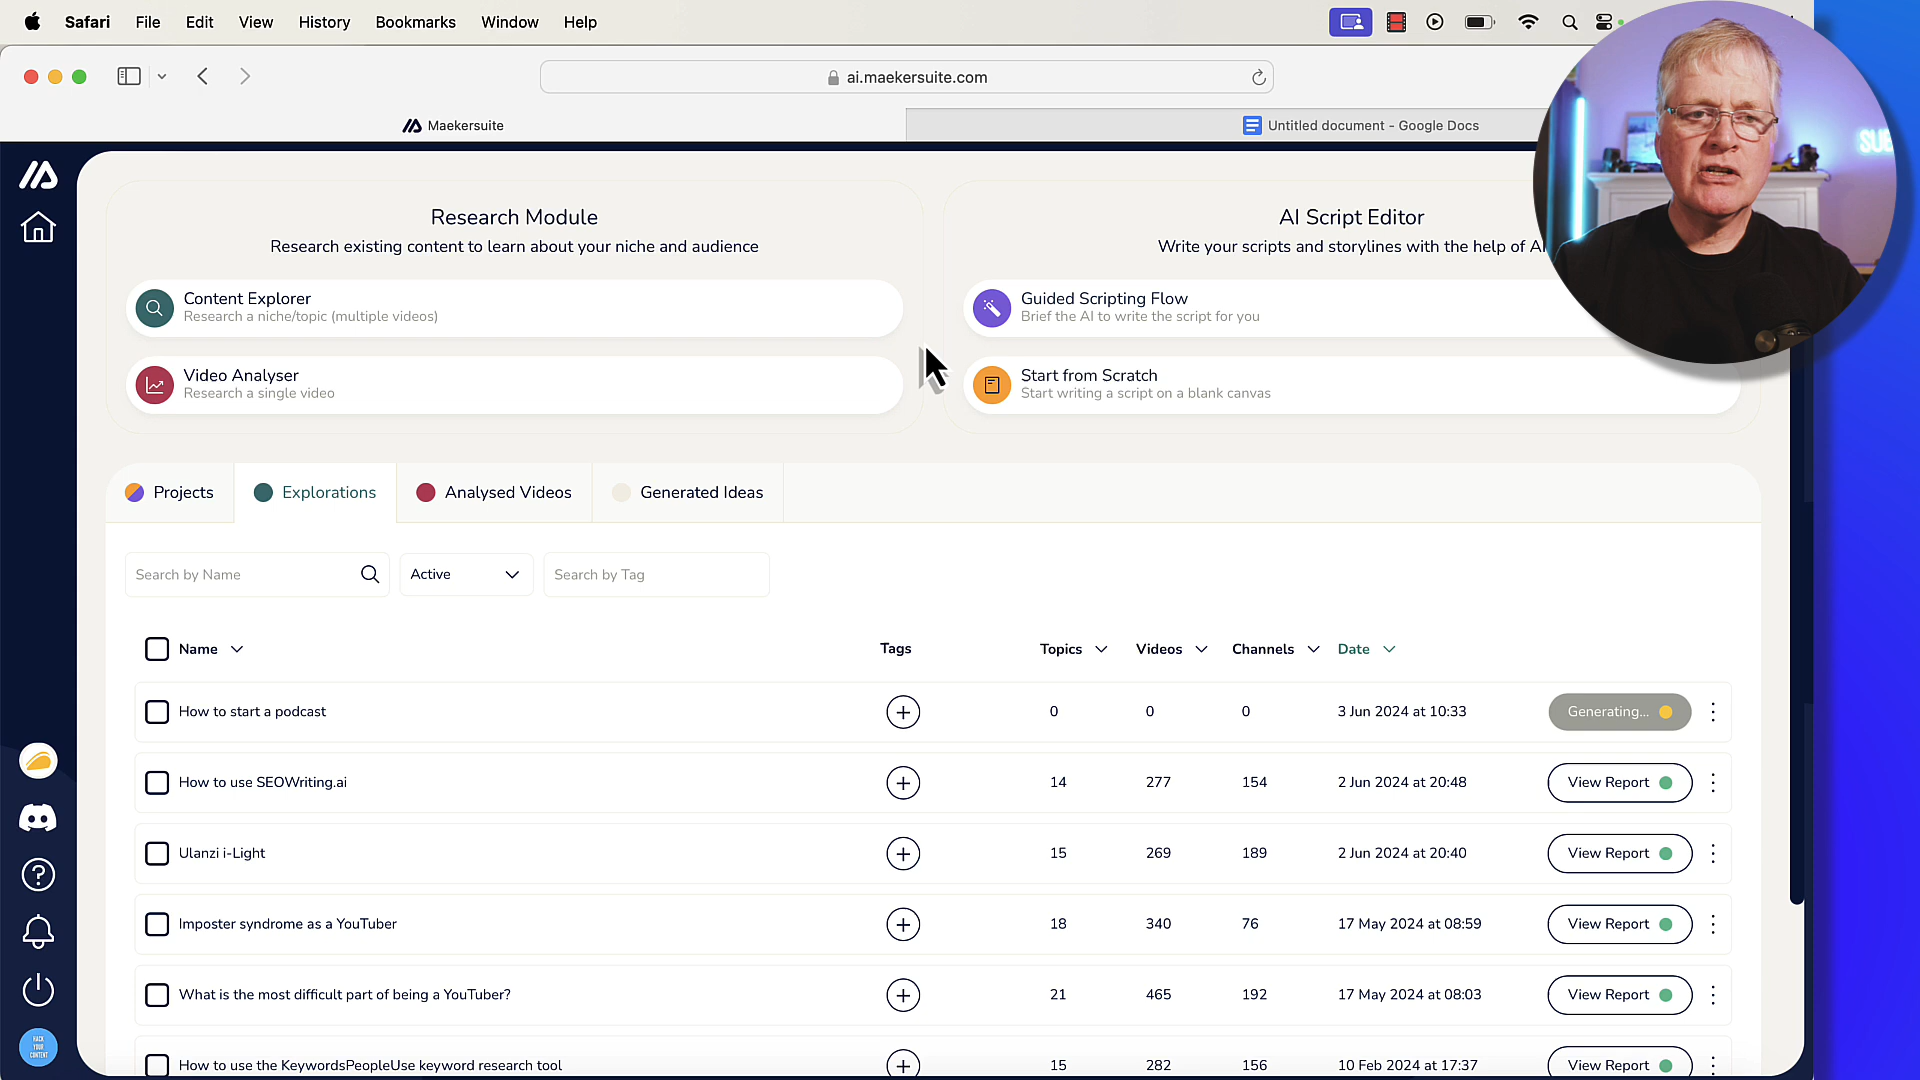 Safari File Edit View History Bookmarks Window Help
ai.maekersuite.com
Maekersuite
Untitled document - Google Docs
SUB
Research Module
Research existing content to learn about your niche and audience
Content Explorer
Research a niche/topic (multiple videos)
Video Analyser
Research a single video
AI Script Editor
Write your scripts and storylines with the help of AI
Guided Scripting Flow
Brief the AI to write the script for you
Start from Scratch
Start writing a script on a blank canvas
Projects Explorations Analysed Videos Generated Ideas
Search by Name Active Search by Tag
Name Tags Topics Videos Channels Date
How to start a podcast 0 0 0 3 Jun 2024 at 10:33 Generating...
How to use SEOWriting.ai 14 277 154 2 Jun 2024 at 20:48 View Report
Ulanzi i-Light 15 269 189 2 Jun 2024 at 20:40 View Report
Imposter syndrome as a YouTuber 18 340 76 17 May 2024 at 08:59 View Report
What is the most difficult part of being a YouTuber? 21 465 192 17 May 2024 at 08:03 View Report
How to use the KeywordsPeopleUse keyword research tool 15 282 156 10 Feb 2024 at 17:37 View Report
HACK
YOUR
CONTENT